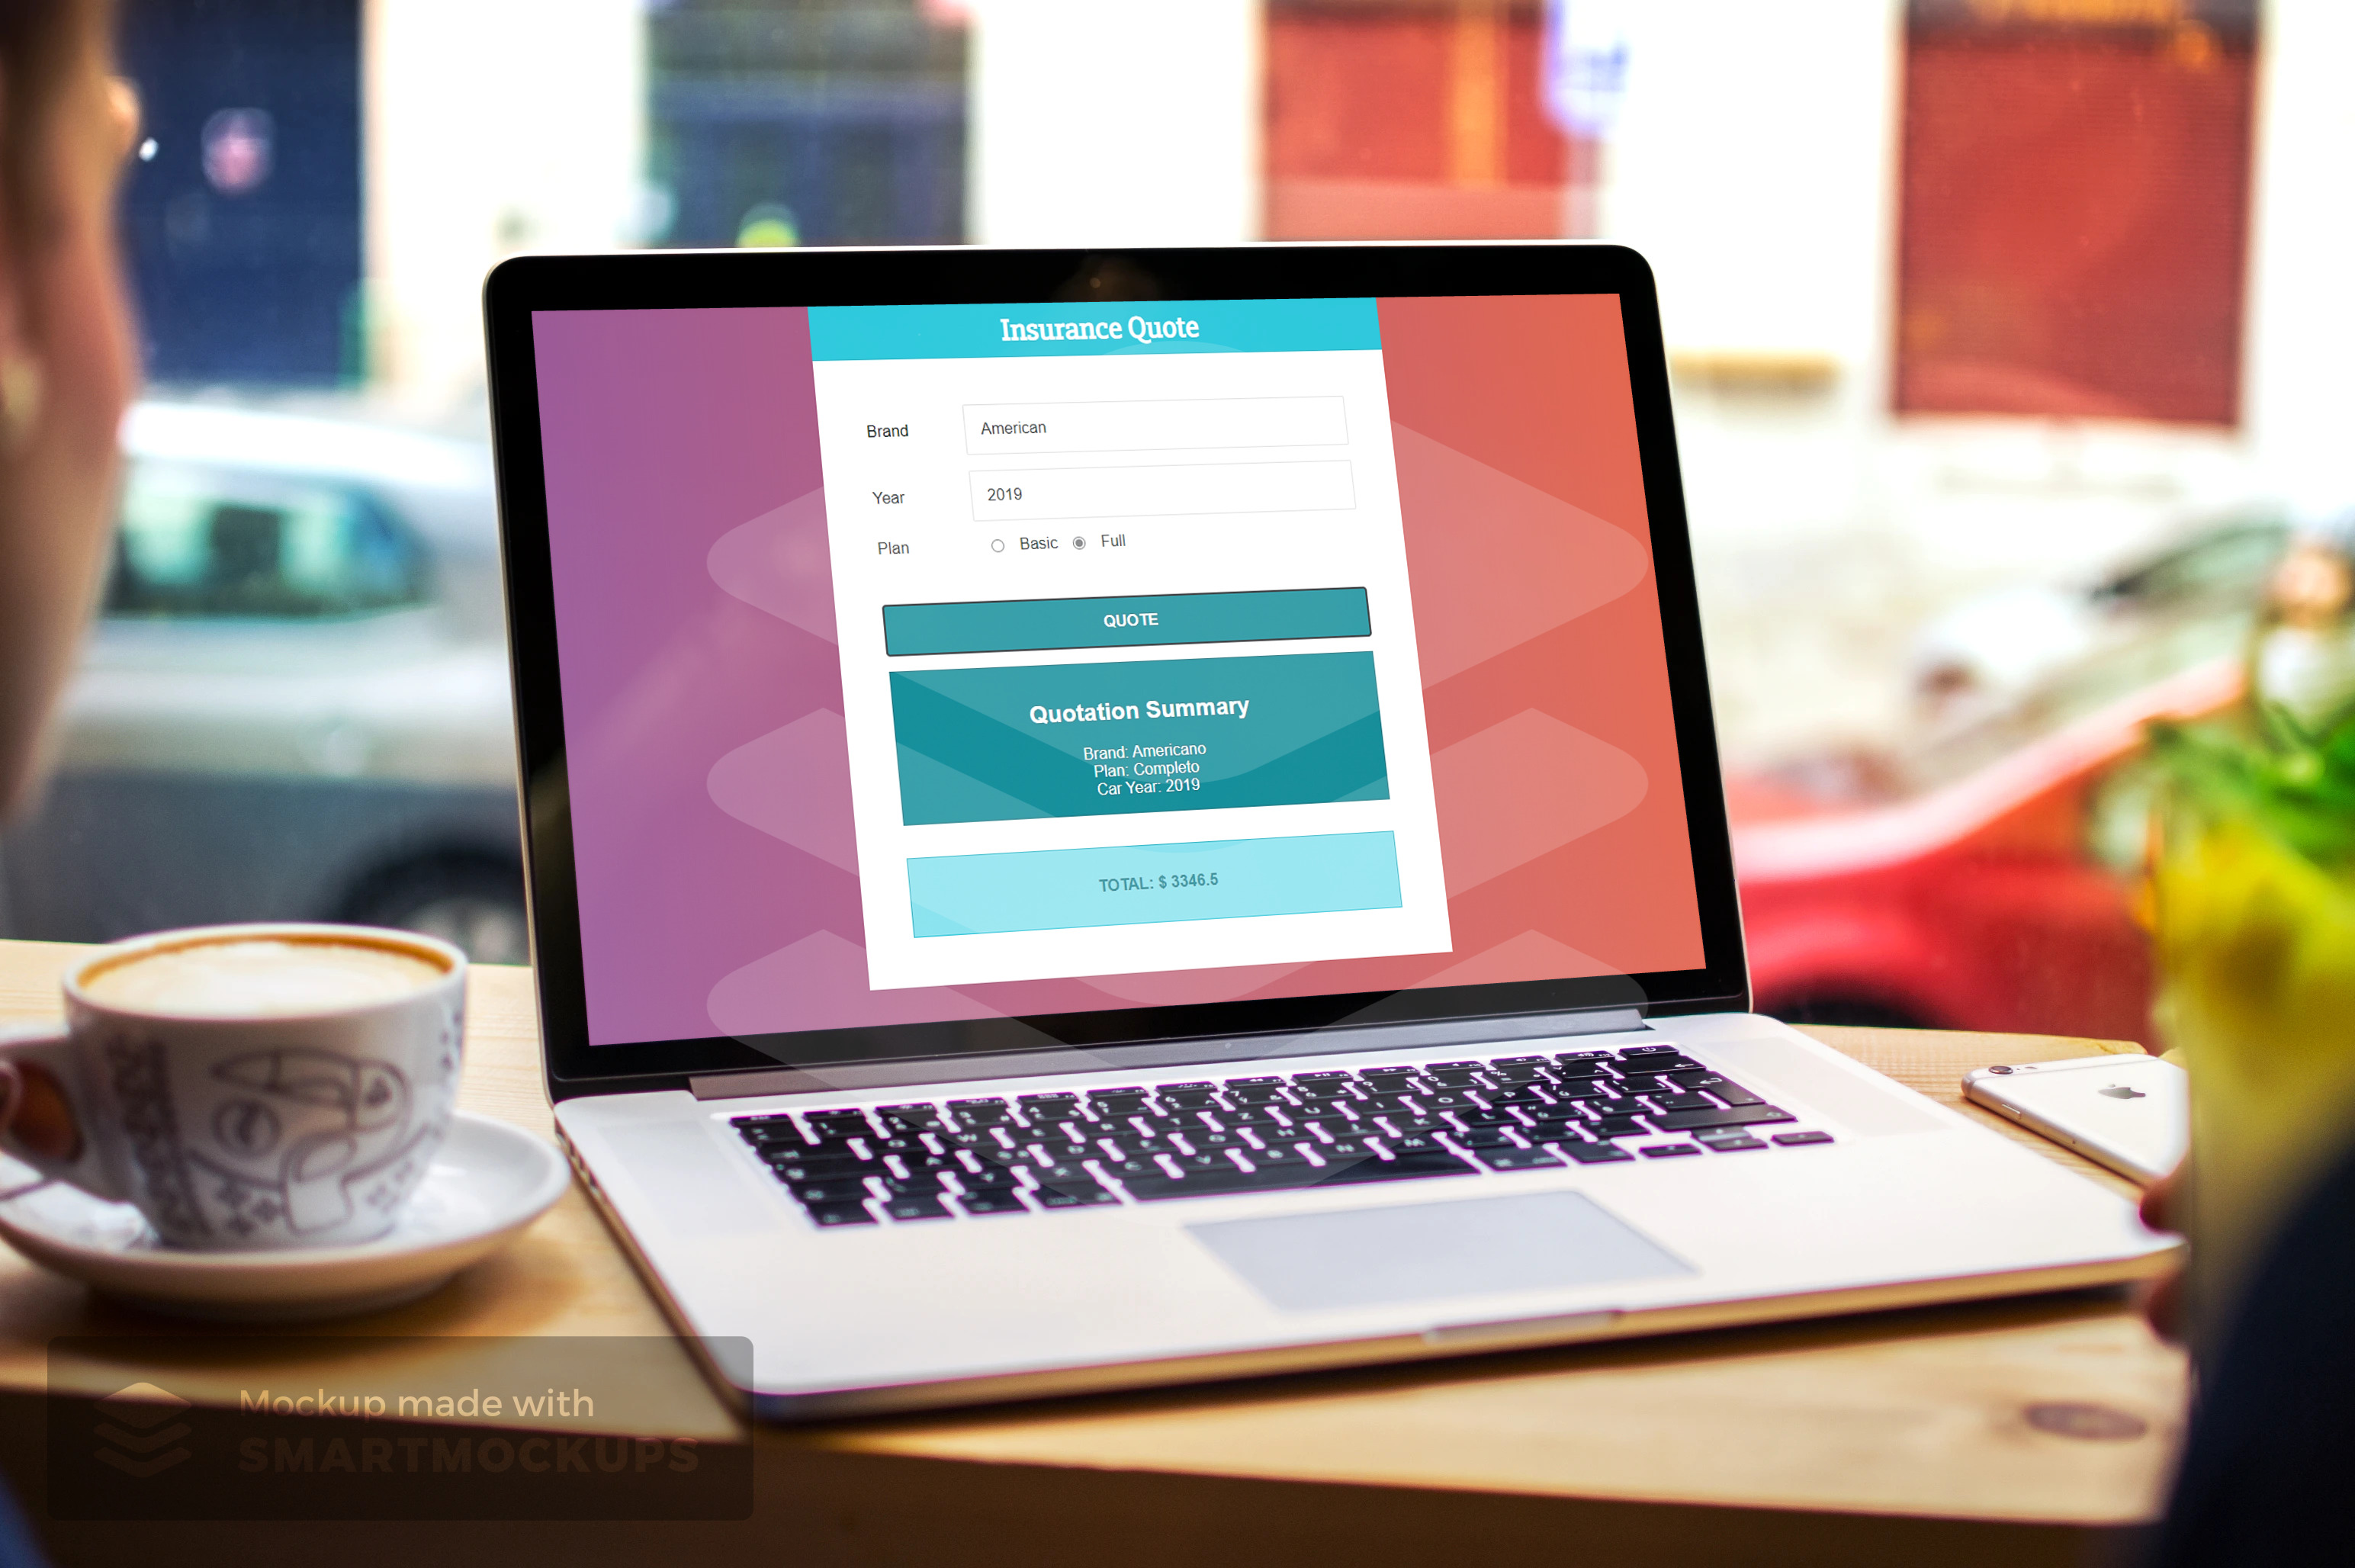 Insurance Quote
Brand
American
Year
2019
Plan
Basic
Full
QUOTE
Quotation Summary
Brand: Americano
Plan: Completo
Car Year: 2019
TOTAL: $ 3346.5
Mockup made with
SMARTMOCKUPS